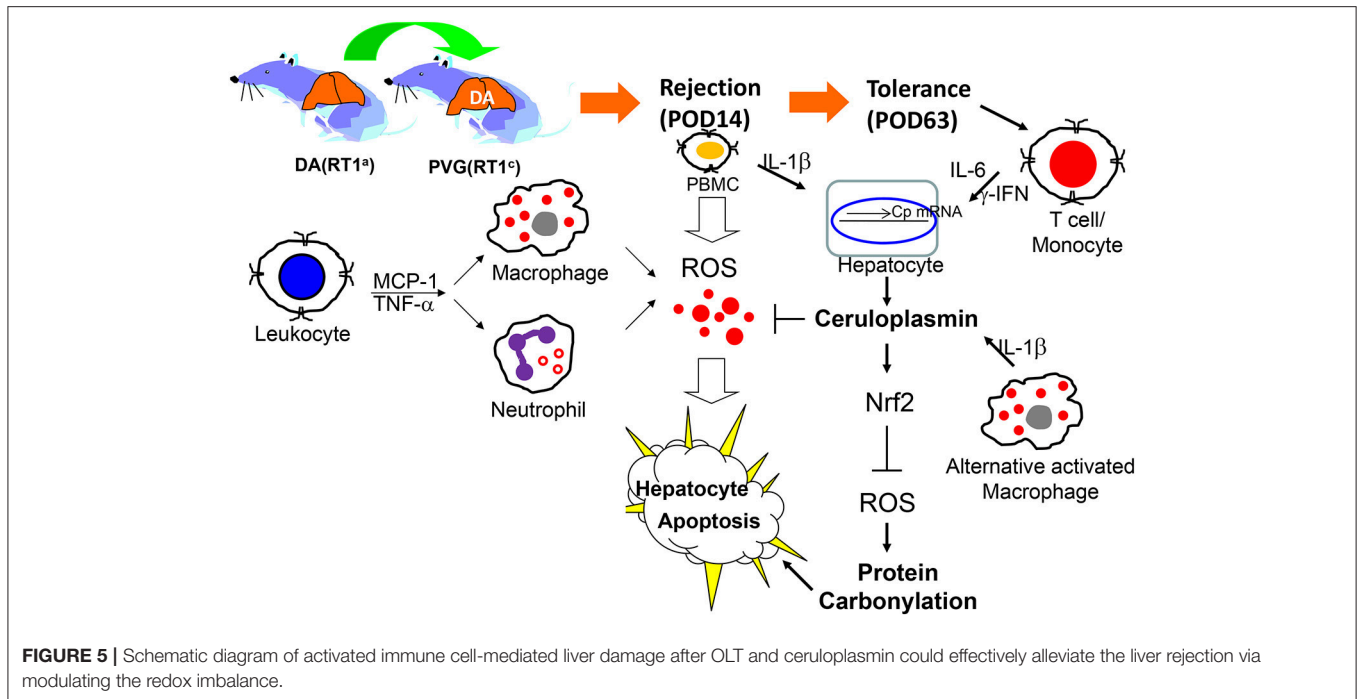 DA
DA(RT1ᵃ)
PVG(RT1ᶜ)
Rejection
(POD14)
Tolerance
(POD63)
PBMC
IL-1β
IL-6
γ-IFN
T cell/
Monocyte
Cp mRNA
Hepatocyte
Leukocyte
MCP-1
TNF-α
Macrophage
Neutrophil
ROS
Ceruloplasmin
IL-1β
Nrf2
Alternative activated
Macrophage
ROS
Hepatocyte
Apoptosis
Protein
Carbonylation
FIGURE 5 | Schematic diagram of activated immune cell-mediated liver damage after OLT and ceruloplasmin could effectively alleviate the liver rejection via
modulating the redox imbalance.